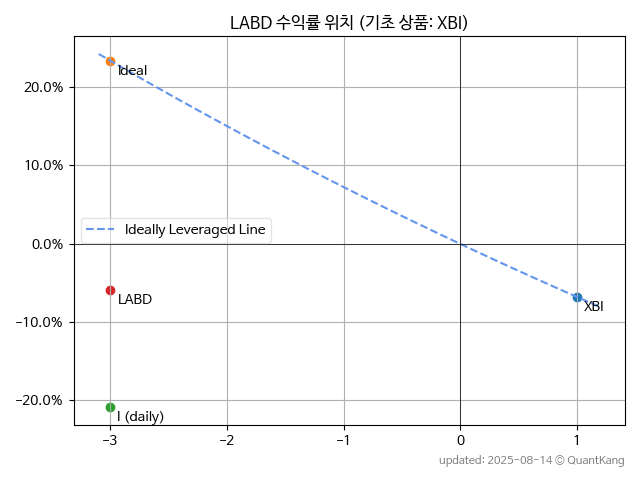 LABD 수익률 위치 (기초 상품: XBI)
20.0%
10.0%
0.0%
−10.0%
−20.0%
Ideal
Ideally Leveraged Line
LABD
XBI
I (daily)
−3
−2
−1
0
1
updated: 2025-08-14 © QuantKang